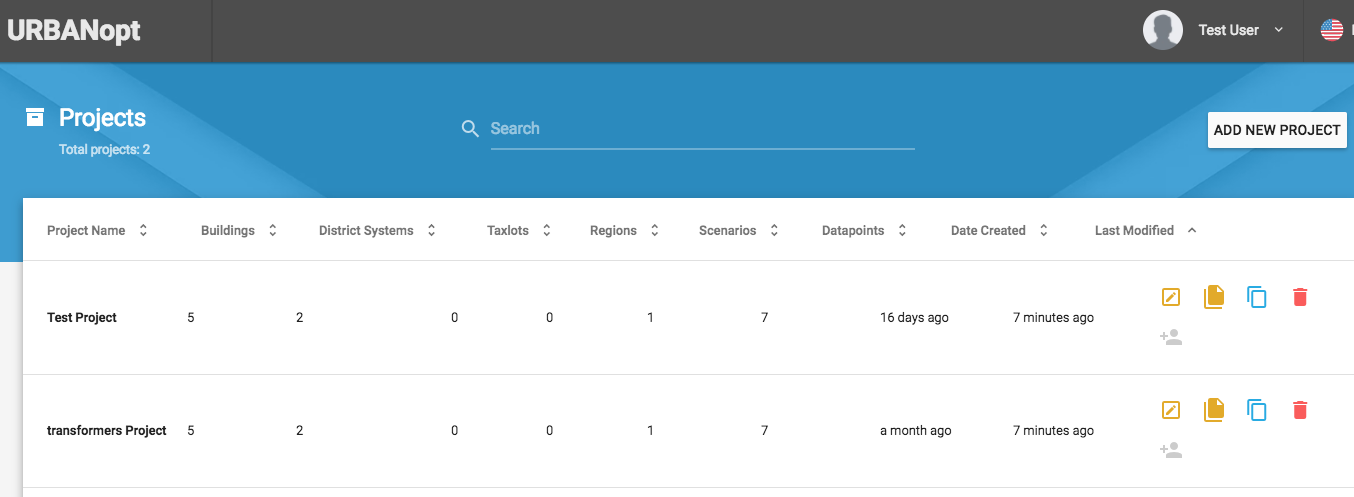 URBANopt
Test User
Projects
Total projects: 2
Search
ADD NEW PROJECT
Project Name Buildings District Systems Taxlots Regions Scenarios Datapoints Date Created Last Modified
Test Project 5 2 0 0 1 7 16 days ago 7 minutes ago
transformers Project 5 2 0 0 1 7 a month ago 7 minutes ago